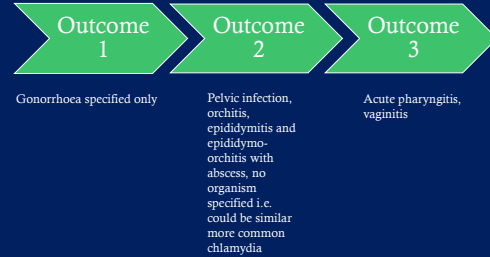 Outcome
1
Outcome
2
Outcome
3
Gonorrhoea specified only
Pelvic infection,
orchitis,
epididymitis and
epididymo-
orchitis with
abscess, no
organism
specified i.e.
could be similar
more common
chlamydia
Acute pharyngitis,
vaginitis